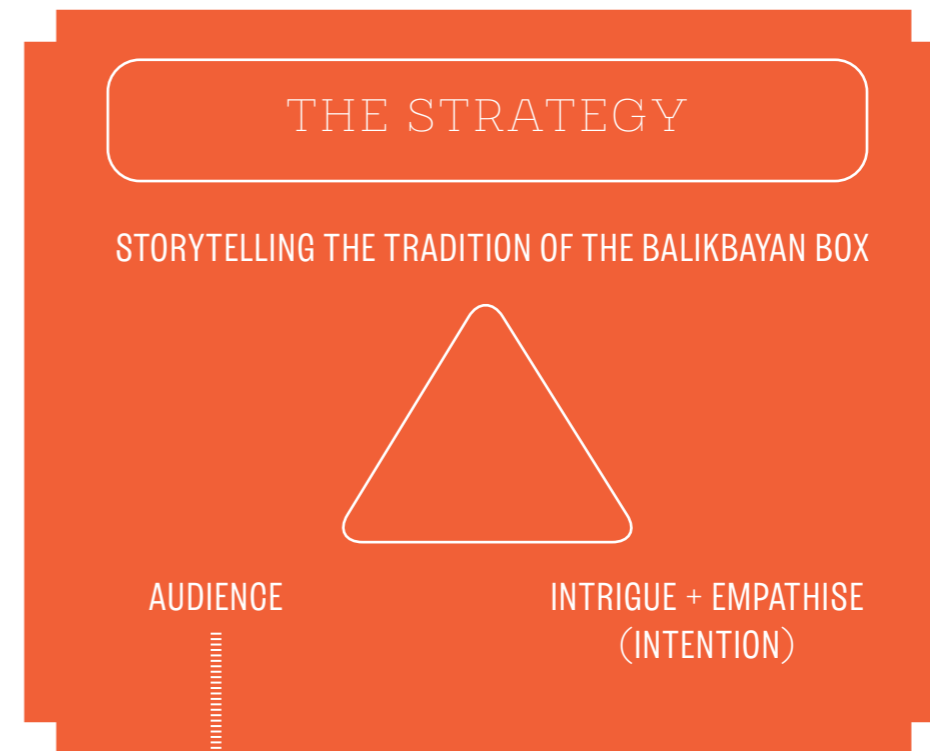 THE STRATEGY
STORYTELLING THE TRADITION OF THE BALIKBAYAN BOX
AUDIENCE
INTRIGUE + EMPATHISE
(INTENTION)